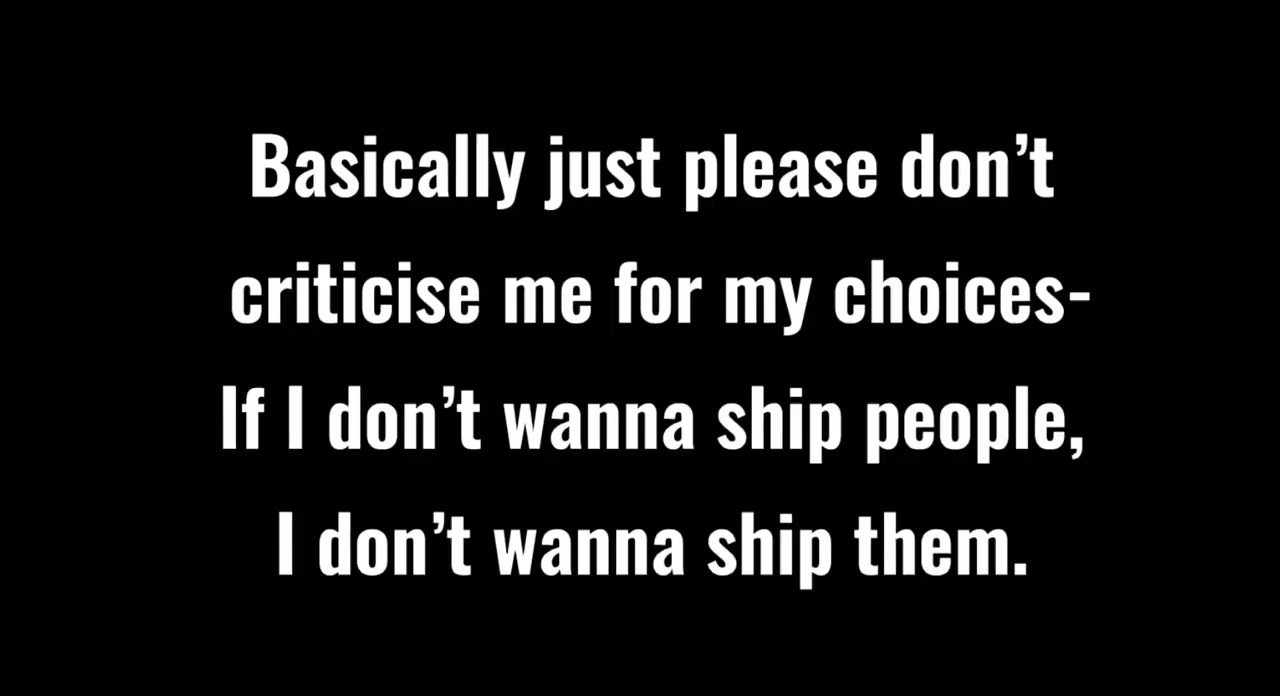 Basically just please don’t
criticise me for my choices-
If I don’t wanna ship people,
I don’t wanna ship them.